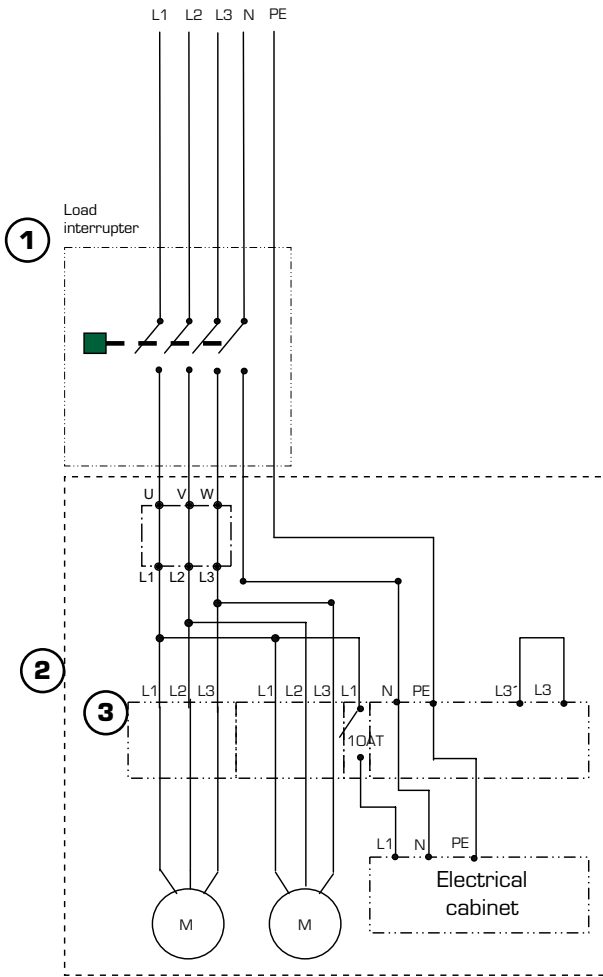 L1 L2 L3 N PE
Load
interrupter
1
U V W
L1 L2 L3
2
3
L1 L2 L3 L1 L2 L3 L1 N PE L3´ L3
10AT
L1 N PE
Electrical
cabinet
M M